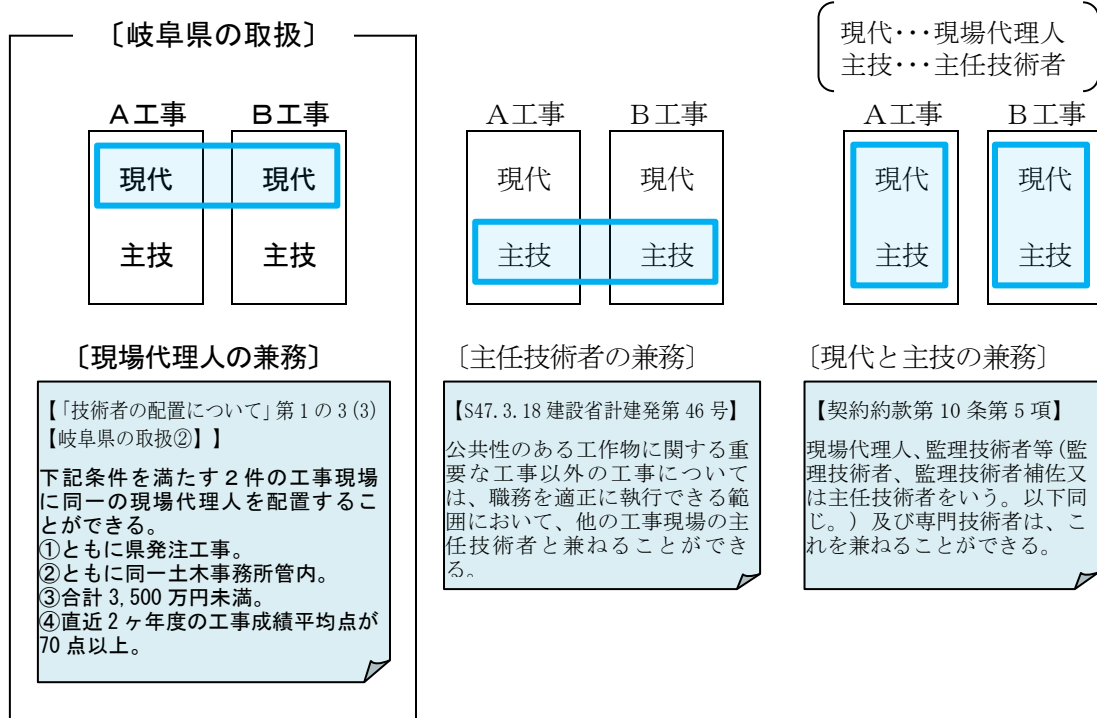 〔岐阜県の取扱〕
現代･･･現場代理人
主技･･･主任技術者
A工事
B工事
現代
現代
主技
主技
〔現場代理人の兼務〕
【｢技術者の配置について｣第1の3(3)
【岐阜県の取扱②】】
下記条件を満たす２件の工事現場
に同一の現場代理人を配置するこ
とができる。
①ともに県発注工事。
②ともに同一土木事務所管内。
③合計3,500万円未満。
④直近2ヶ年度の工事成績平均点が
70点以上。
A工事
B工事
現代
現代
主技
主技
〔主任技術者の兼務〕
【S47.3.18建設省計建発第46号】
公共性のある工作物に関する重
要な工事以外の工事について
は、職務を適正に執行できる範
囲において、他の工事現場の主
任技術者と兼ねることができ
る。
A工事
B工事
現代
現代
主技
主技
〔現代と主技の兼務〕
【契約約款第10条第5項】
現場代理人、監理技術者等(監
理技術者、監理技術者補佐又
は主任技術者をいう。以下同
じ。）及び専門技術者は、こ
れを兼ねることができる。